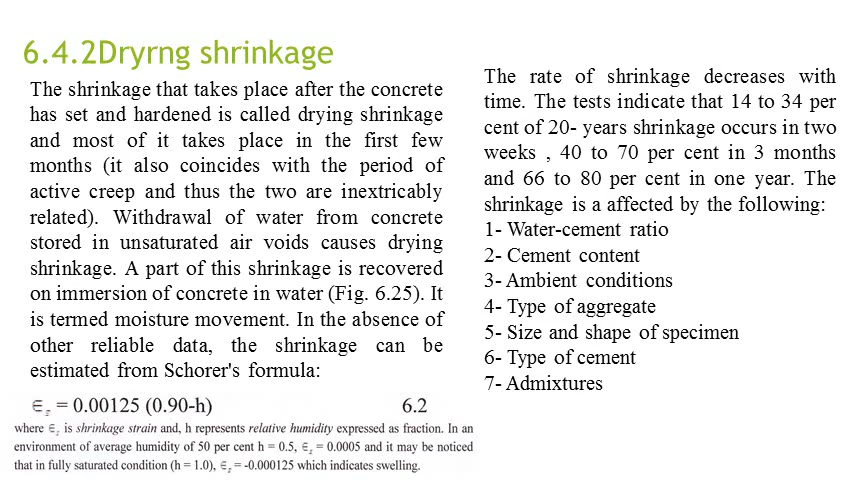 6.4.2Dryrng shrinkage
The shrinkage that takes place after the concrete
has set and hardened is called drying shrinkage
and most of it takes place in the first few
months (it also coincides with the period of
active creep and thus the two are inextricably
related). Withdrawal of water from concrete
stored in unsaturated air voids causes drying
shrinkage. A part of this shrinkage is recovered
on immersion of concrete in water (Fig. 6.25). It
is termed moisture movement. In the absence of
other reliable data, the shrinkage can be
estimated from Schorer's formula:
∈s = 0.00125 (0.90-h) 6.2
where ∈s is shrinkage strain and, h represents relative humidity expressed as fraction. In an
environment of average humidity of 50 per cent h = 0.5, ∈s = 0.0005 and it may be noticed
that in fully saturated condition (h = 1.0), ∈s = -0.000125 which indicates swelling.
The rate of shrinkage decreases with
time. The tests indicate that 14 to 34 per
cent of 20- years shrinkage occurs in two
weeks , 40 to 70 per cent in 3 months
and 66 to 80 per cent in one year. The
shrinkage is a affected by the following:
1- Water-cement ratio
2- Cement content
3- Ambient conditions
4- Type of aggregate
5- Size and shape of specimen
6- Type of cement
7- Admixtures